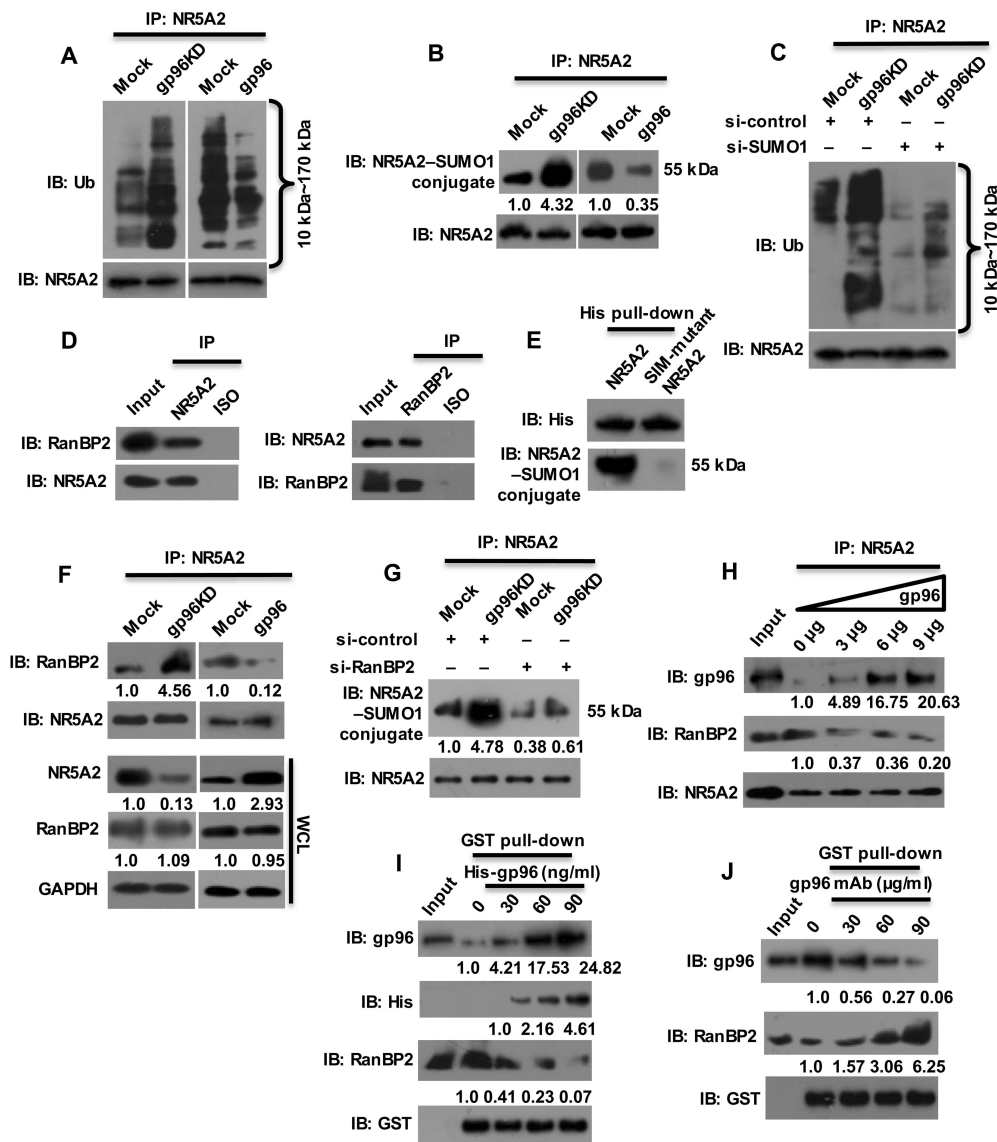 A
IP: NR5A2
Mock
gp96KD
Mock
gp96
IB: Ub
10 kDa~170 kDa
IB: NR5A2
B
IP: NR5A2
Mock
gp96KD
Mock
gp96
IB: NR5A2–SUMO1
conjugate
55 kDa
1.0 4.32 1.0 0.35
IB: NR5A2
C
IP: NR5A2
Mock
gp96KD
Mock
gp96KD
si-control + + – –
si-SUMO1 – – + +
IB: Ub
10 kDa~170 kDa
IB: NR5A2
D
IP
Input
NR5A2
ISO
IB: RanBP2
IB: NR5A2
IP
Input
RanBP2
ISO
IB: NR5A2
IB: RanBP2
E
His pull-down
NR5A2
SIM-mutant
NR5A2
IB: His
IB: NR5A2
–SUMO1
conjugate
55 kDa
F
IP: NR5A2
Mock
gp96KD
Mock
gp96
IB: RanBP2
1.0 4.56 1.0 0.12
IB: NR5A2
NR5A2
1.0 0.13 1.0 2.93
RanBP2
1.0 1.09 1.0 0.95
GAPDH
WCL
G
IP: NR5A2
Mock
gp96KD
Mock
gp96KD
si-control + + – –
si-RanBP2 – – + +
IB: NR5A2
–SUMO1
conjugate
55 kDa
1.0 4.78 0.38 0.61
IB: NR5A2
H
IP: NR5A2
gp96
Input
0 µg
3 µg
6 µg
9 µg
IB: gp96
1.0 4.89 16.75 20.63
IB: RanBP2
1.0 0.37 0.36 0.20
IB: NR5A2
I
GST pull-down
His-gp96 (ng/ml)
Input
0
30
60
90
IB: gp96
1.0 4.21 17.53 24.82
IB: His
1.0 2.16 4.61
IB: RanBP2
1.0 0.41 0.23 0.07
IB: GST
J
GST pull-down
gp96 mAb (µg/ml)
Input
0
30
60
90
IB: gp96
1.0 0.56 0.27 0.06
IB: RanBP2
1.0 1.57 3.06 6.25
IB: GST